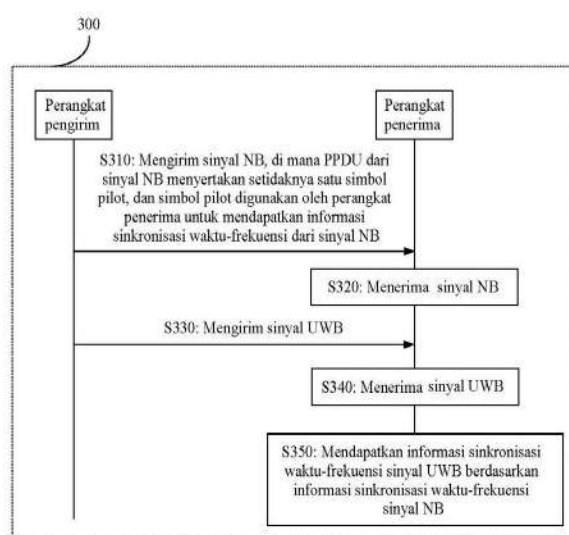 300
Perangkat
pengirim
Perangkat
penerima
S310: Mengirim sinyal NB, di mana PPDU dari
sinyal NB menyertakan setidaknya satu simbol
pilot, dan simbol pilot digunakan oleh perangkat
penerima untuk mendapatkan informasi
sinkronisasi waktu-frekuensi dari sinyal NB
S320: Menerima sinyal NB
S330: Mengirim sinyal UWB
S340: Menerima sinyal UWB
S350: Mendapatkan informasi sinkronisasi
waktu-frekuensi sinyal UWB berdasarkan
informasi sinkronisasi waktu-frekuensi
sinyal NB